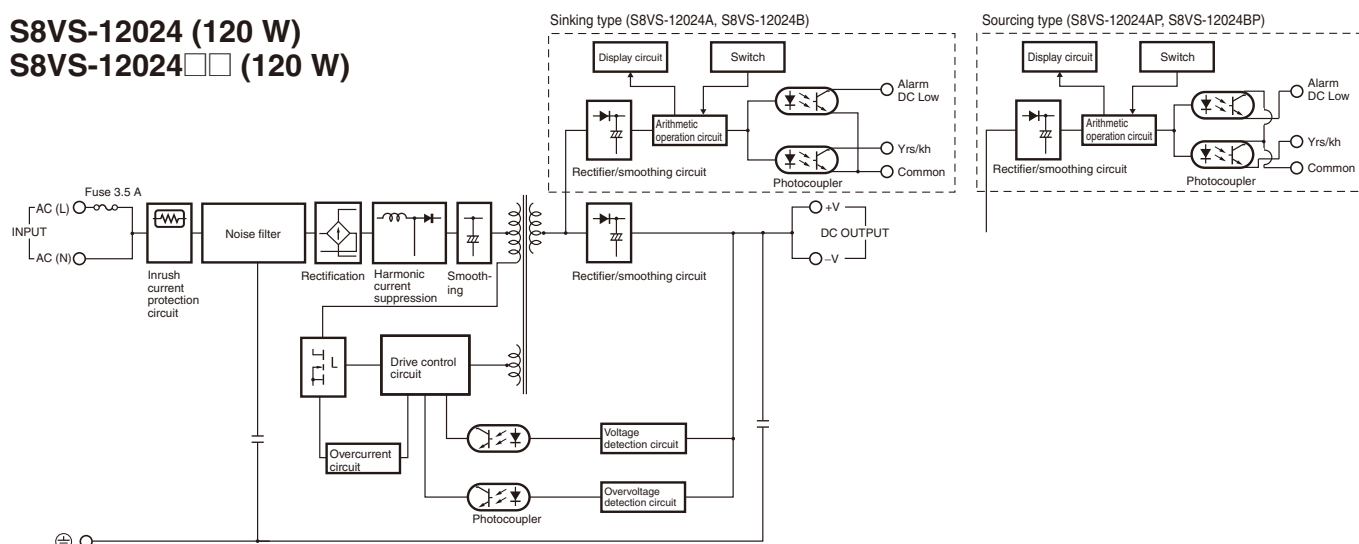 S8VS-12024 (120 W)
S8VS-12024□□ (120 W)
Sinking type (S8VS-12024A, S8VS-12024B)
Display circuit
Switch
Alarm
DC Low
Arithmetic
operation circuit
Yrs/kh
Common
Rectifier/smoothing circuit
Photocoupler
Sourcing type (S8VS-12024AP, S8VS-12024BP)
Display circuit
Switch
Alarm
DC Low
Arithmetic
operation circuit
Yrs/kh
Common
Rectifier/smoothing circuit
Photocoupler
Fuse 3.5 A
AC (L)
INPUT
AC (N)
Inrush
current
protection
circuit
Noise filter
Rectification
Harmonic
current
suppression
Smooth-
ing
Rectifier/smoothing circuit
+V
DC OUTPUT
–V
Drive control
circuit
Overcurrent
circuit
Voltage
detection circuit
Overvoltage
detection circuit
Photocoupler